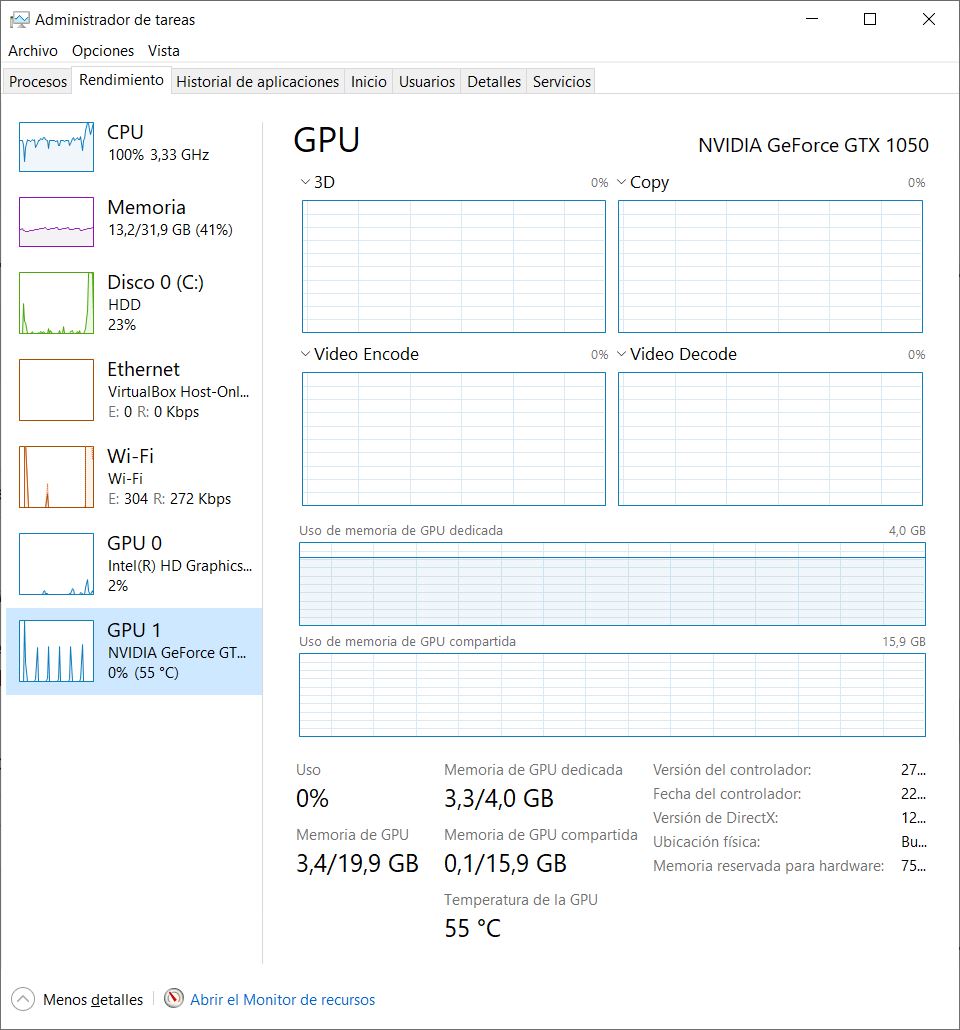 Administrador de tareas
Archivo Opciones Vista
Procesos Rendimiento Historial de aplicaciones Inicio Usuarios Detalles Servicios
CPU
100% 3,33 GHz
Memoria
13,2/31,9 GB (41%)
Disco 0 (C:)
HDD
23%
Ethernet
VirtualBox Host-Onl...
E: 0 R: 0 Kbps
Wi-Fi
Wi-Fi
E: 304 R: 272 Kbps
GPU 0
Intel(R) HD Graphics...
2%
GPU 1
NVIDIA GeForce GT...
0% (55 °C)
GPU NVIDIA GeForce GTX 1050
3D 0% Copy 0%
Video Encode 0% Video Decode 0%
Uso de memoria de GPU dedicada 4,0 GB
Uso de memoria de GPU compartida 15,9 GB
Uso
0%
Memoria de GPU
3,4/19,9 GB
Memoria de GPU dedicada
3,3/4,0 GB
Memoria de GPU compartida
0,1/15,9 GB
Temperatura de la GPU
55 °C
Versión del controlador: 27...
Fecha del controlador: 22...
Versión de DirectX: 12...
Ubicación física: Bu...
Memoria reservada para hardware: 75...
Menos detalles Abrir el Monitor de recursos